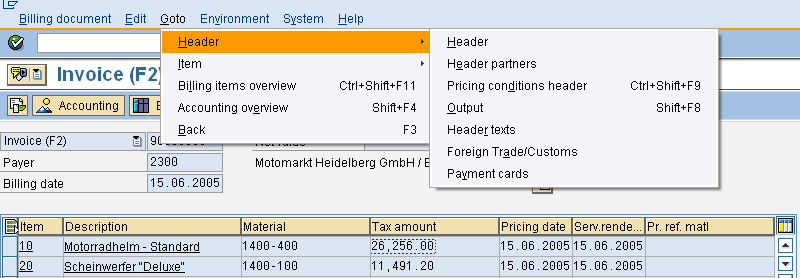 Billing document Edit Goto Environment System Help
Header
Item
Billing items overview Ctrl+Shift+F11
Accounting overview Shift+F4
Back F3
Header
Header partners
Pricing conditions header Ctrl+Shift+F9
Output Shift+F8
Header texts
Foreign Trade/Customs
Payment cards
Invoice (F2)
Accounting
Invoice (F2)
Payer 2300 Motomarkt Heidelberg GmbH /
Billing date 15.06.2005
Item Description Material Tax amount Pricing date Serv.rende... Pr. ref. matl
10 Motorradhelm - Standard 1400-400 26,256.00 15.06.2005 15.06.2005
20 Scheinwerfer "Deluxe" 1400-100 11,491.20 15.06.2005 15.06.2005